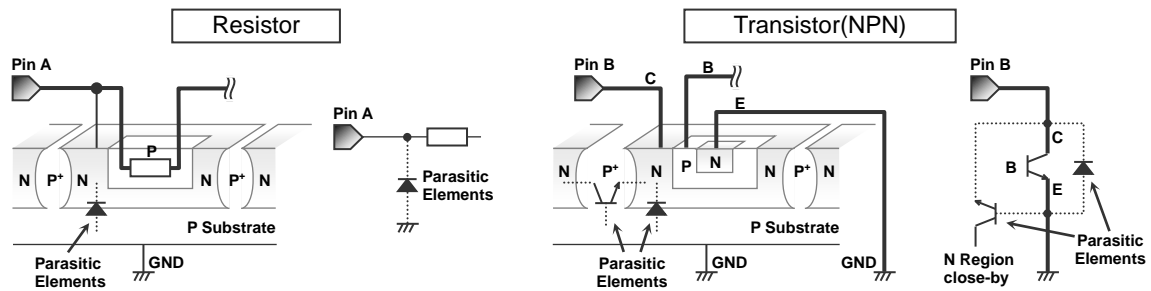 Resistor
Transistor(NPN)
Pin A
Pin A
P
N
P+
N
N
P+
N
Parasitic
Elements
P Substrate
Parasitic
Elements
GND
Pin B
C
B
E
Pin B
P
N
N
P+
N
N
P+
N
P Substrate
Parasitic
Elements
GND
GND
C
B
E
N Region
close-by
Parasitic
Elements